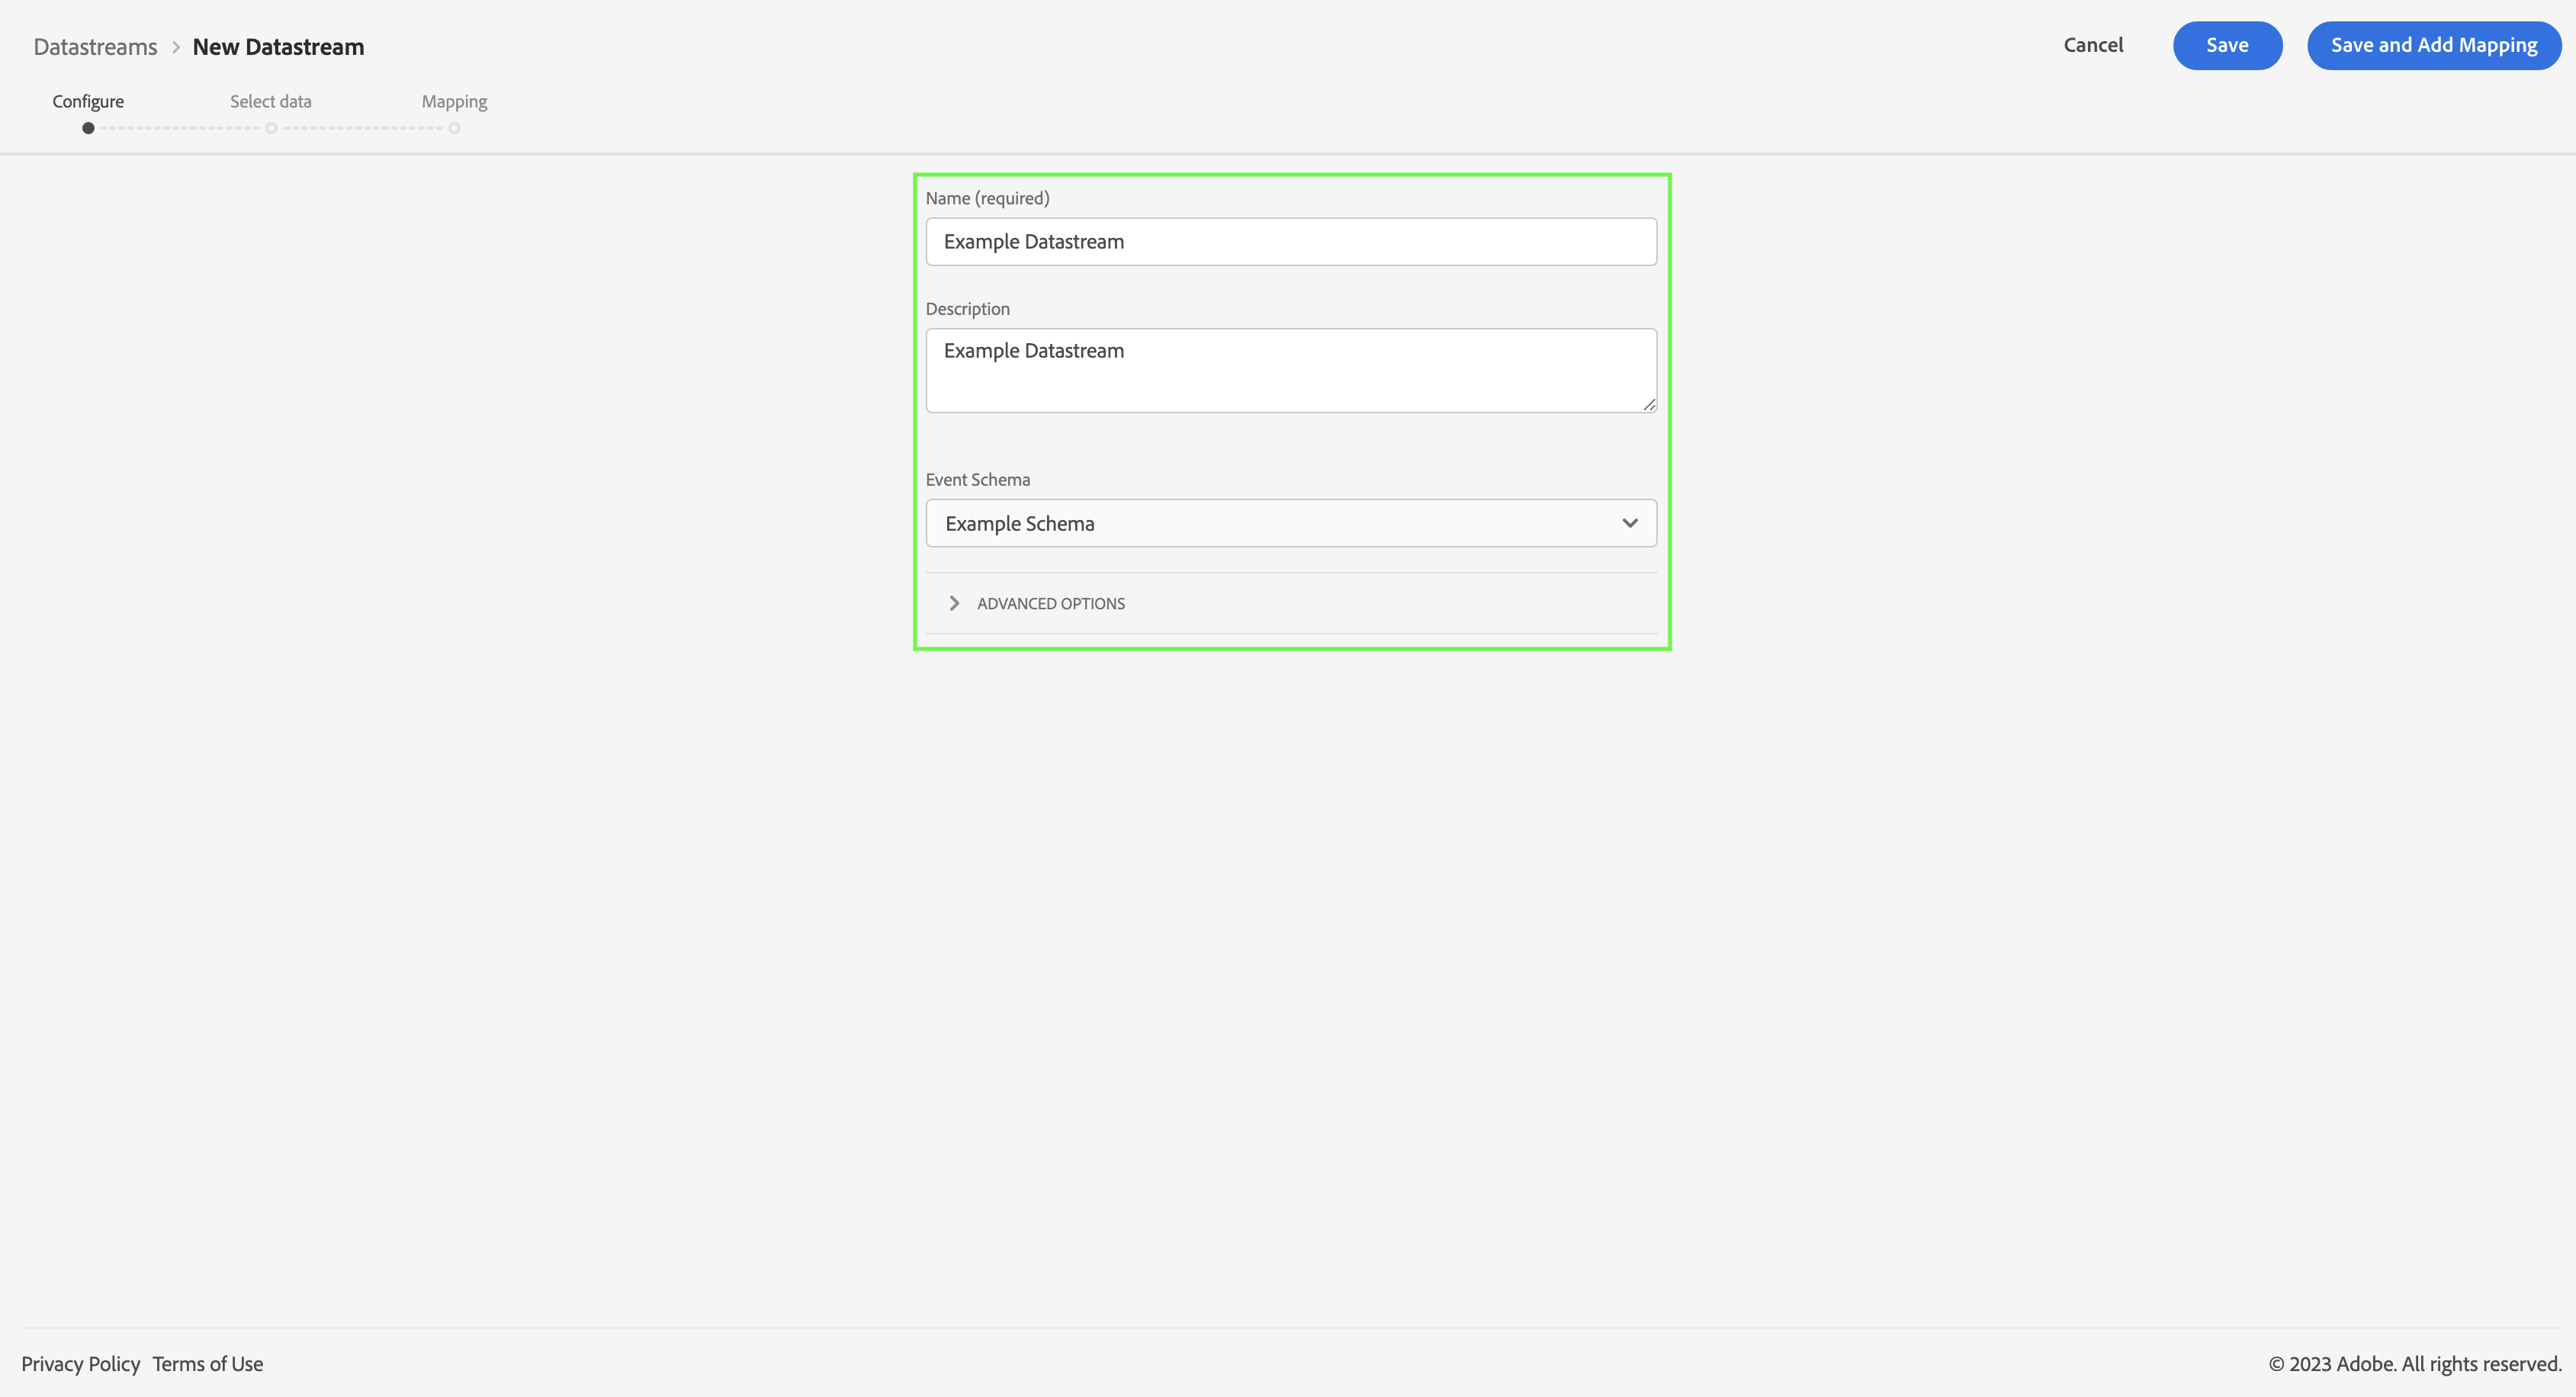 Datastreams > New Datastream
Cancel
Save
Save and Add Mapping
Configure
Select data
Mapping
Name (required)
Example Datastream
Description
Example Datastream
Event Schema
Example Schema
ADVANCED OPTIONS
Privacy Policy Terms of Use
© 2023 Adobe. All rights reserved.